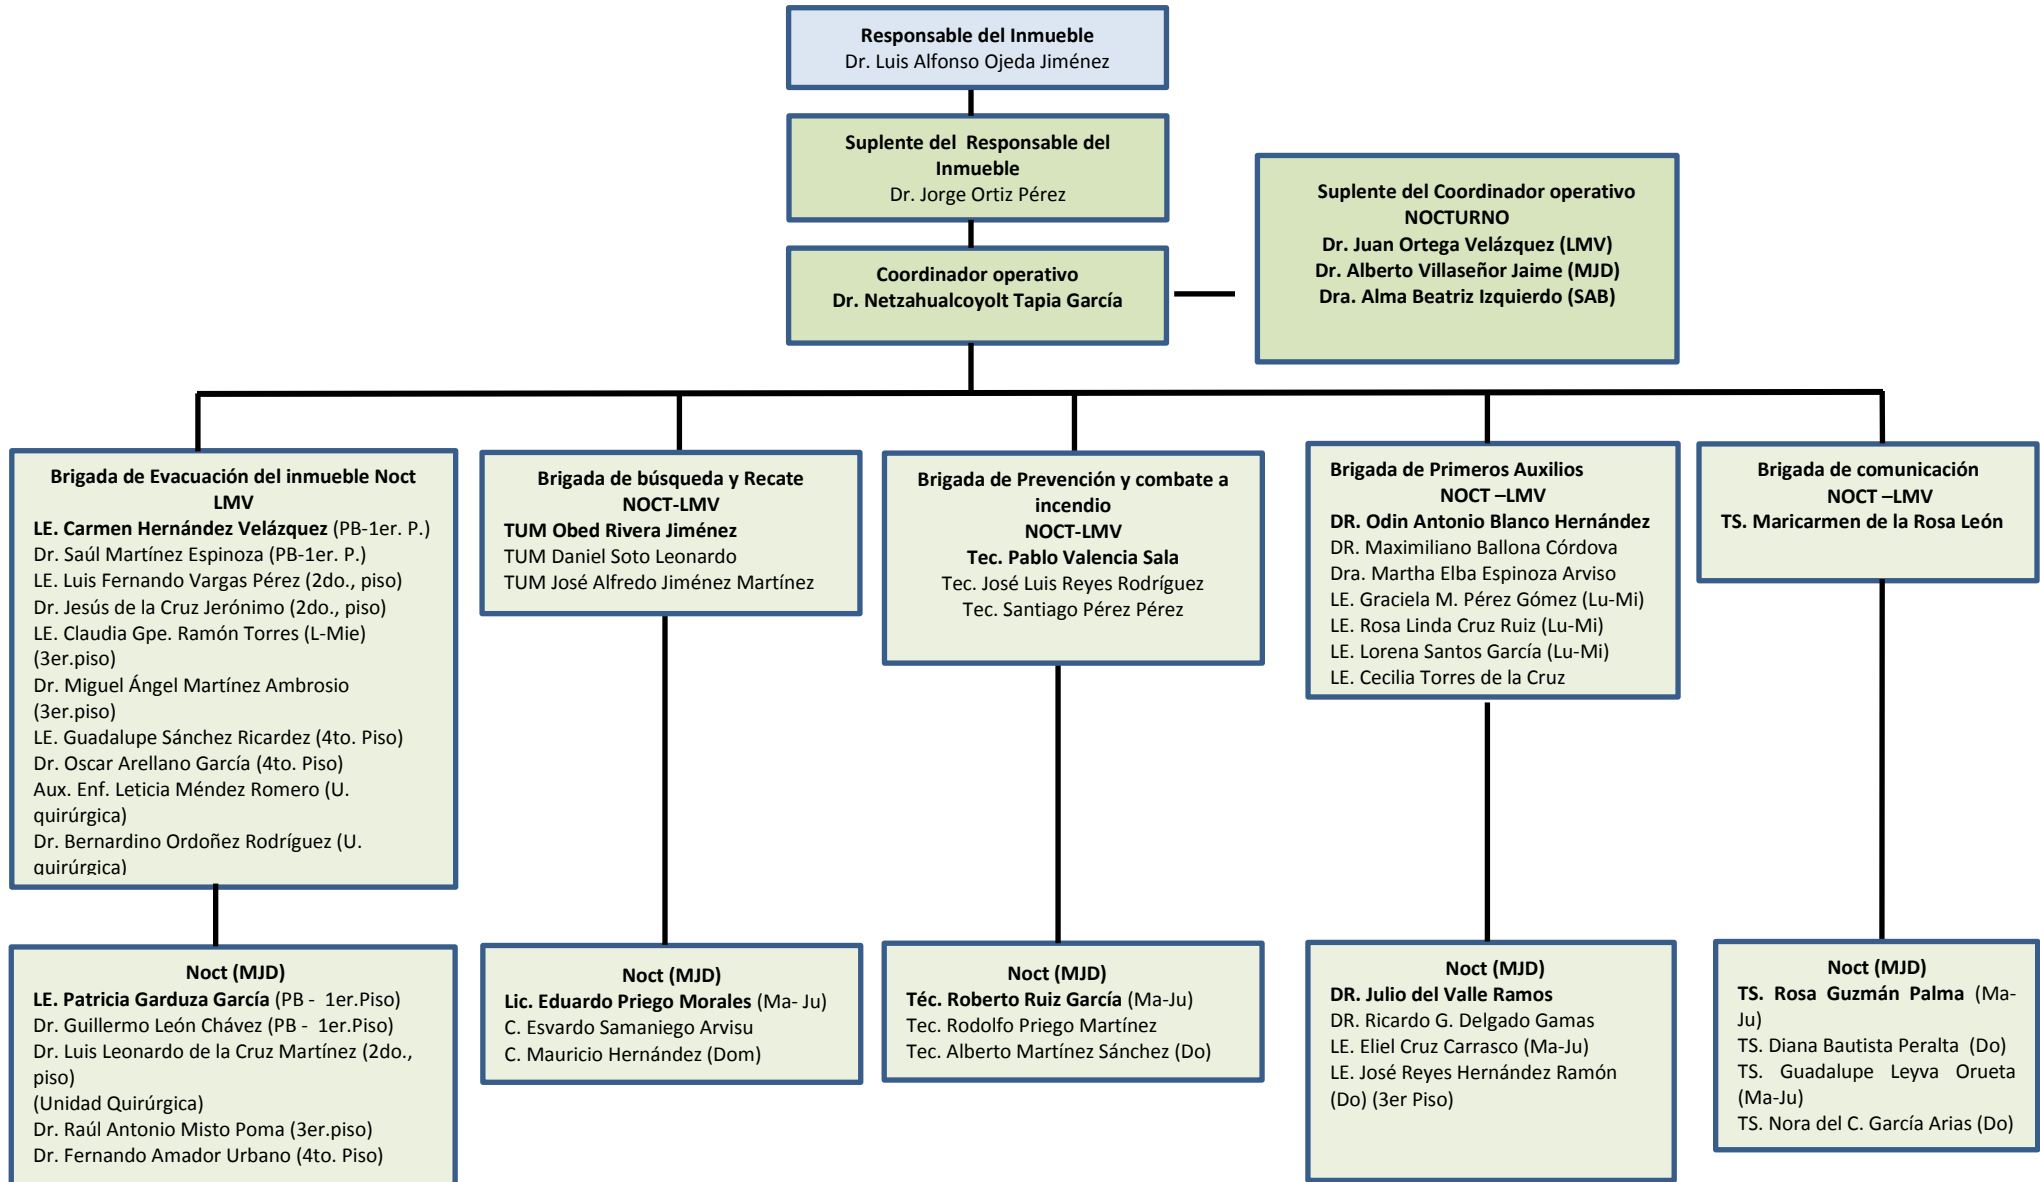 Responsable del Inmueble
Dr. Luis Alfonso Ojeda Jiménez
Suplente del Responsable del
Inmueble
Dr. Jorge Ortiz Pérez
Coordinador operativo
Dr. Netzahualcoyolt Tapia García
Suplente del Coordinador operativo
NOCTURNO
Dr. Juan Ortega Velázquez (LMV)
Dr. Alberto Villaseñor Jaime (MJD)
Dra. Alma Beatriz Izquierdo (SAB)
Brigada de Evacuación del inmueble Noct
LMV
LE. Carmen Hernández Velázquez (PB-1er. P.)
Dr. Saúl Martínez Espinoza (PB-1er. P.)
LE. Luis Fernando Vargas Pérez (2do., piso)
Dr. Jesús de la Cruz Jerónimo (2do., piso)
LE. Claudia Gpe. Ramón Torres (L-Mie)
(3er.piso)
Dr. Miguel Ángel Martínez Ambrosio
(3er.piso)
LE. Guadalupe Sánchez Ricardez (4to. Piso)
Dr. Oscar Arellano García (4to. Piso)
Aux. Enf. Leticia Méndez Romero (U.
quirúrgica)
Dr. Bernardino Ordoñez Rodríguez (U.
quirúrgica)
Brigada de búsqueda y Recate
NOCT-LMV
TUM Obed Rivera Jiménez
TUM Daniel Soto Leonardo
TUM José Alfredo Jiménez Martínez
Brigada de Prevención y combate a
incendio
NOCT-LMV
Tec. Pablo Valencia Sala
Tec. José Luis Reyes Rodríguez
Tec. Santiago Pérez Pérez
Brigada de Primeros Auxilios
NOCT –LMV
DR. Odin Antonio Blanco Hernández
DR. Maximiliano Ballona Córdova
Dra. Martha Elba Espinoza Arviso
LE. Graciela M. Pérez Gómez (Lu-Mi)
LE. Rosa Linda Cruz Ruiz (Lu-Mi)
LE. Lorena Santos García (Lu-Mi)
LE. Cecilia Torres de la Cruz
Brigada de comunicación
NOCT –LMV
TS. Maricarmen de la Rosa León
Noct (MJD)
LE. Patricia Garduza García (PB - 1er.Piso)
Dr. Guillermo León Chávez (PB - 1er.Piso)
Dr. Luis Leonardo de la Cruz Martínez (2do.,
piso)
(Unidad Quirúrgica)
Dr. Raúl Antonio Misto Poma (3er.piso)
Dr. Fernando Amador Urbano (4to. Piso)
Noct (MJD)
Lic. Eduardo Priego Morales (Ma- Ju)
C. Esvardo Samaniego Arvisu
C. Mauricio Hernández (Dom)
Noct (MJD)
Téc. Roberto Ruiz García (Ma-Ju)
Tec. Rodolfo Priego Martínez
Tec. Alberto Martínez Sánchez (Do)
Noct (MJD)
DR. Julio del Valle Ramos
DR. Ricardo G. Delgado Gamas
LE. Eliel Cruz Carrasco (Ma-Ju)
LE. José Reyes Hernández Ramón
(Do) (3er Piso)
Noct (MJD)
TS. Rosa Guzmán Palma (Ma-
Ju)
TS. Diana Bautista Peralta (Do)
TS. Guadalupe Leyva Orueta
(Ma-Ju)
TS. Nora del C. García Arias (Do)